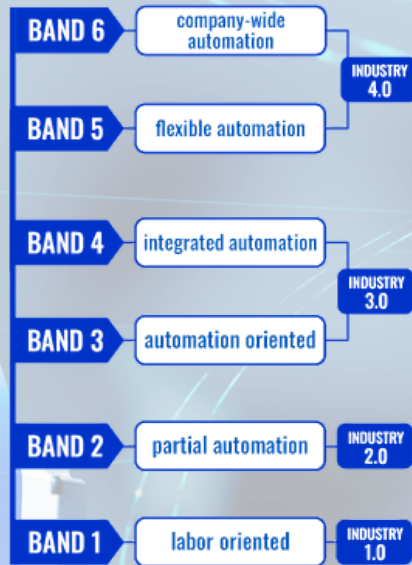 BAND 6
company-wide
automation
INDUSTRY
4.0
BAND 5
flexible automation
BAND 4
integrated automation
INDUSTRY
3.0
BAND 3
automation oriented
BAND 2
partial automation
INDUSTRY
2.0
BAND 1
labor oriented
INDUSTRY
1.0